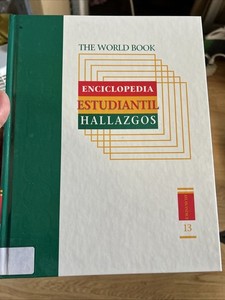 THE WORLD BOOK
ENCICLOPEDIA
ESTUDIANTIL
HALLAZGOS
13